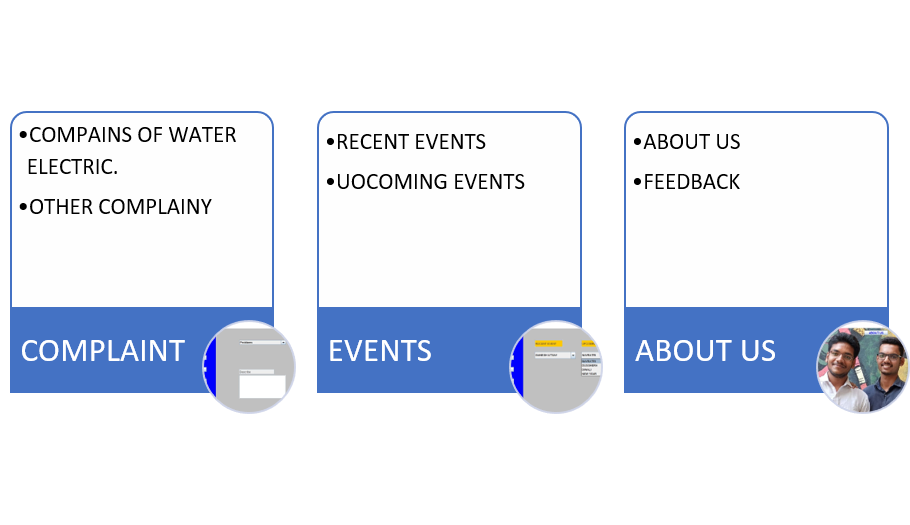 •COMPAINS OF WATER
ELECTRIC.
•OTHER COMPLAINY
COMPLAINT
•RECENT EVENTS
•UOCOMING EVENTS
EVENTS
•ABOUT US
•FEEDBACK
ABOUT US